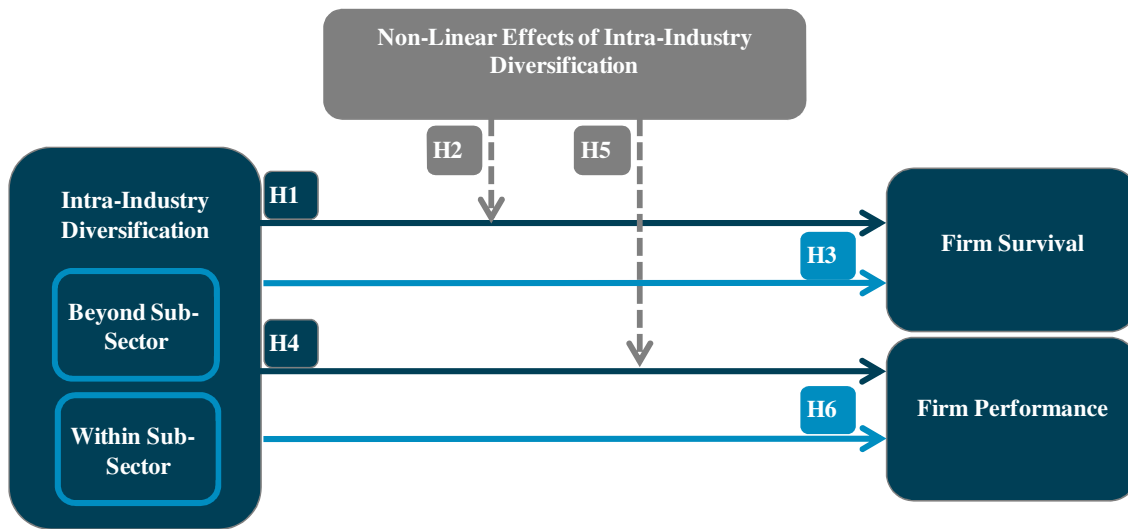 Non-Linear Effects of Intra-Industry
Diversification
H2
H5
H1
Intra-Industry
Diversification
Firm Survival
H3
Beyond Sub-
Sector
H4
H6
Firm Performance
Within Sub-
Sector